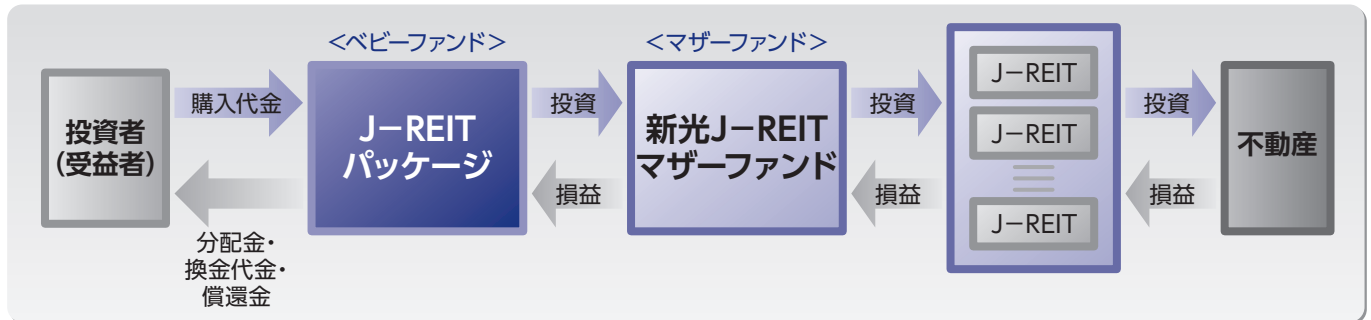 <ベビーファンド>
<マザーファンド>
投資者
(受益者)
購入代金
分配金・
換金代金・
償還金
J−REIT
パッケージ
投資
損益
新光J−REIT
マザーファンド
投資
損益
J−REIT
J−REIT
J−REIT
投資
損益
不動産